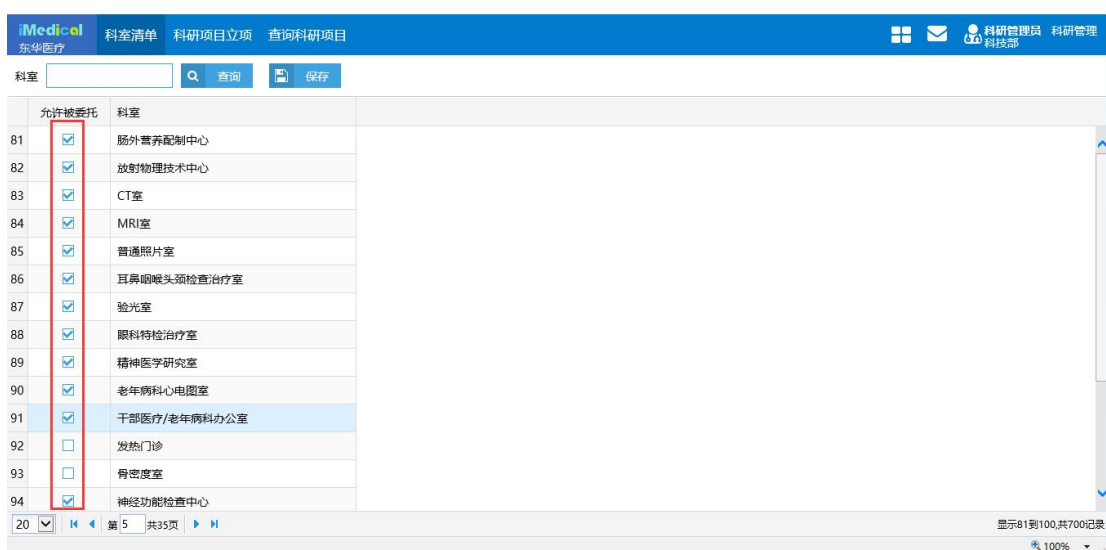 iMedical 科室清单 科研项目立项 查询科研项目 科研管理员 科研管理
东华医疗 科技部
科室 查询 保存
允许被委托 科室
81 肠外营养配制中心
82 放射物理技术中心
83 CT室
84 MRI室
85 普通照片室
86 耳鼻咽喉头颈检查治疗室
87 验光室
88 眼科特检治疗室
89 精神医学研究室
90 老年病科心电图室
91 干部医疗/老年病科办公室
92 发热门诊
93 骨密度室
94 神经功能检查中心
20 第 5 共35页 显示81到100,共700记录
100%